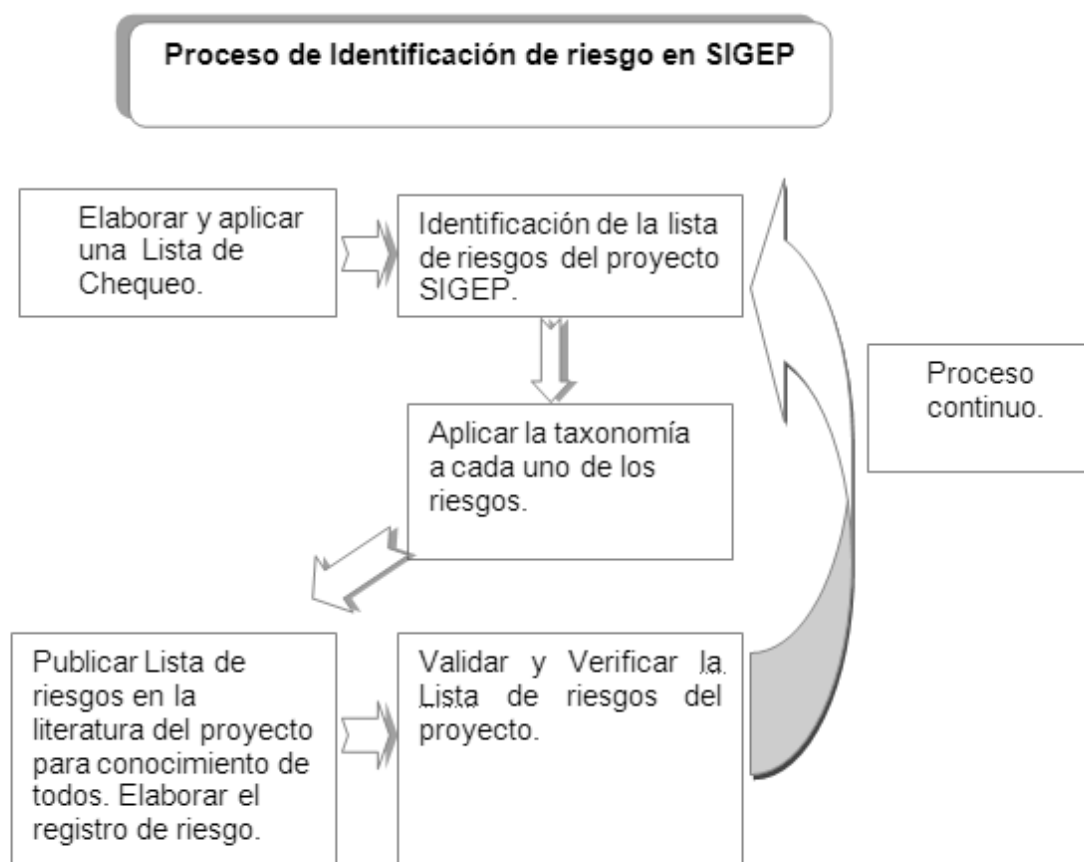 Proceso de Identificación de riesgo en SIGEP
Elaborar y aplicar
una Lista de
Chequeo.
Identificación de la lista
de riesgos del proyecto
SIGEP.
Proceso
continuo.
Aplicar la taxonomía
a cada uno de los
riesgos.
Publicar Lista de
riesgos en la
literatura del proyecto
para conocimiento de
todos. Elaborar el
registro de riesgo.
Validar y Verificar la
Lista de riesgos del
proyecto.